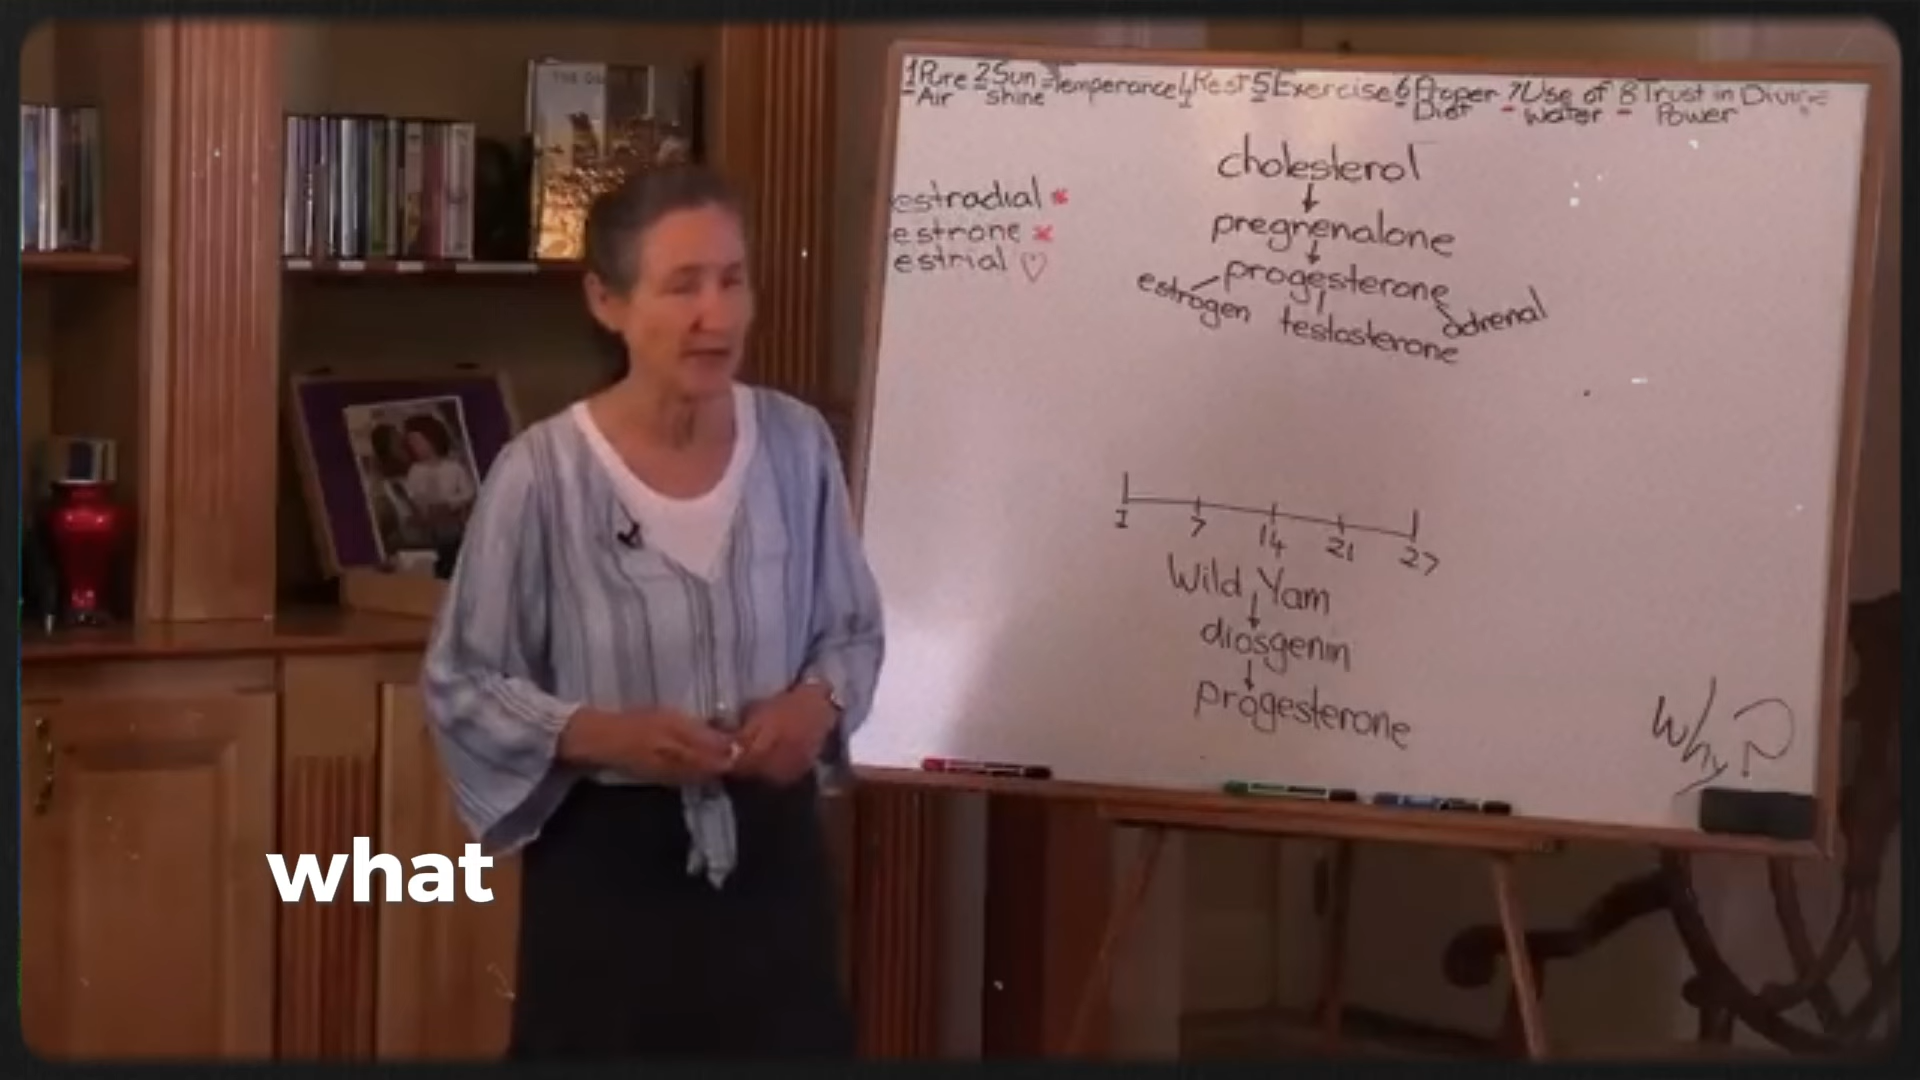 1 Pure 2 Sun =Temperance 4 Rest 5 Exercise 6 Proper 7 Use of 8 Trust in Divine
Air shine Diet Water Power
cholesterol
estradial
pregnenalone
estrone
progesterone
estrial
estrogen testasterone adrenal
1 7 14 21 27
Wild Yam
diosgenin
progesterone
Why?
what